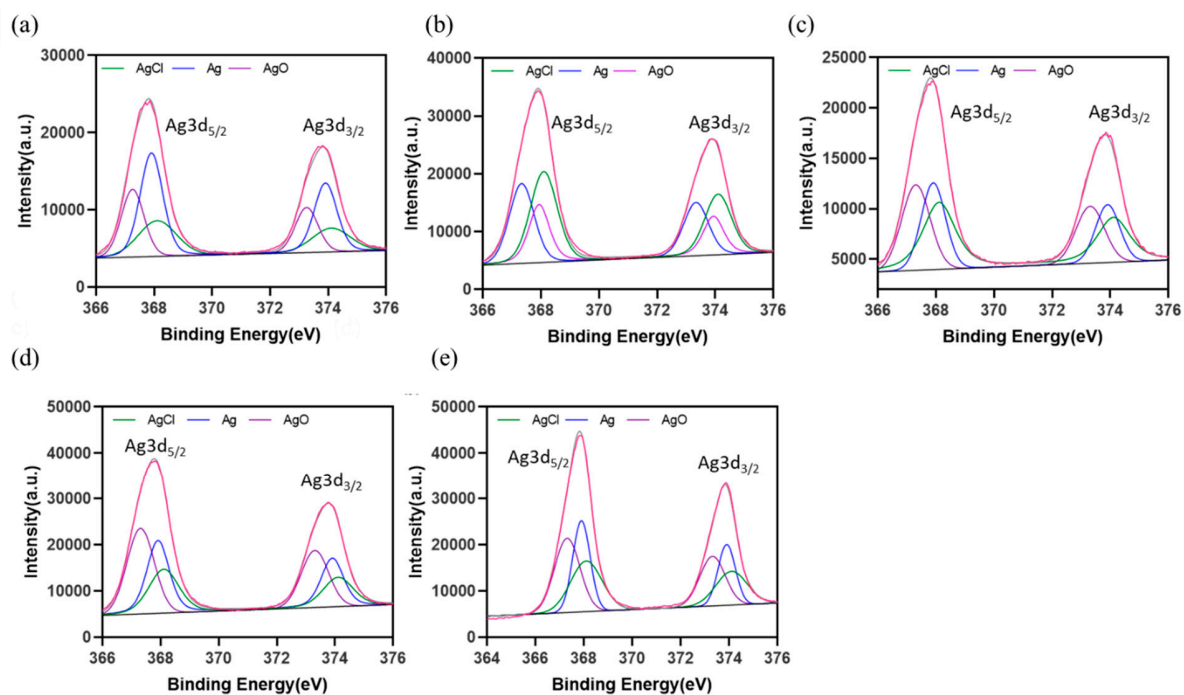 (a)
30000
20000
10000
0
Intensity(a.u.)
AgCl Ag AgO
Ag3d5/2
Ag3d3/2
366 368 370 372 374 376
Binding Energy(eV)
(b)
40000
30000
20000
10000
0
Intensity(a.u.)
AgCl Ag AgO
Ag3d5/2
Ag3d3/2
366 368 370 372 374 376
Binding Energy(eV)
(c)
25000
20000
15000
10000
5000
Intensity(a.u.)
AgCl Ag AgO
Ag3d5/2
Ag3d3/2
366 368 370 372 374 376
Binding Energy(eV)
(d)
50000
40000
30000
20000
10000
0
Intensity(a.u.)
AgCl Ag AgO
Ag3d5/2
Ag3d3/2
366 368 370 372 374 376
Binding Energy(eV)
(e)
50000
40000
30000
20000
10000
0
Intensity(a.u.)
AgCl Ag AgO
Ag3d5/2
Ag3d3/2
364 366 368 370 372 374 376
Binding Energy(eV)